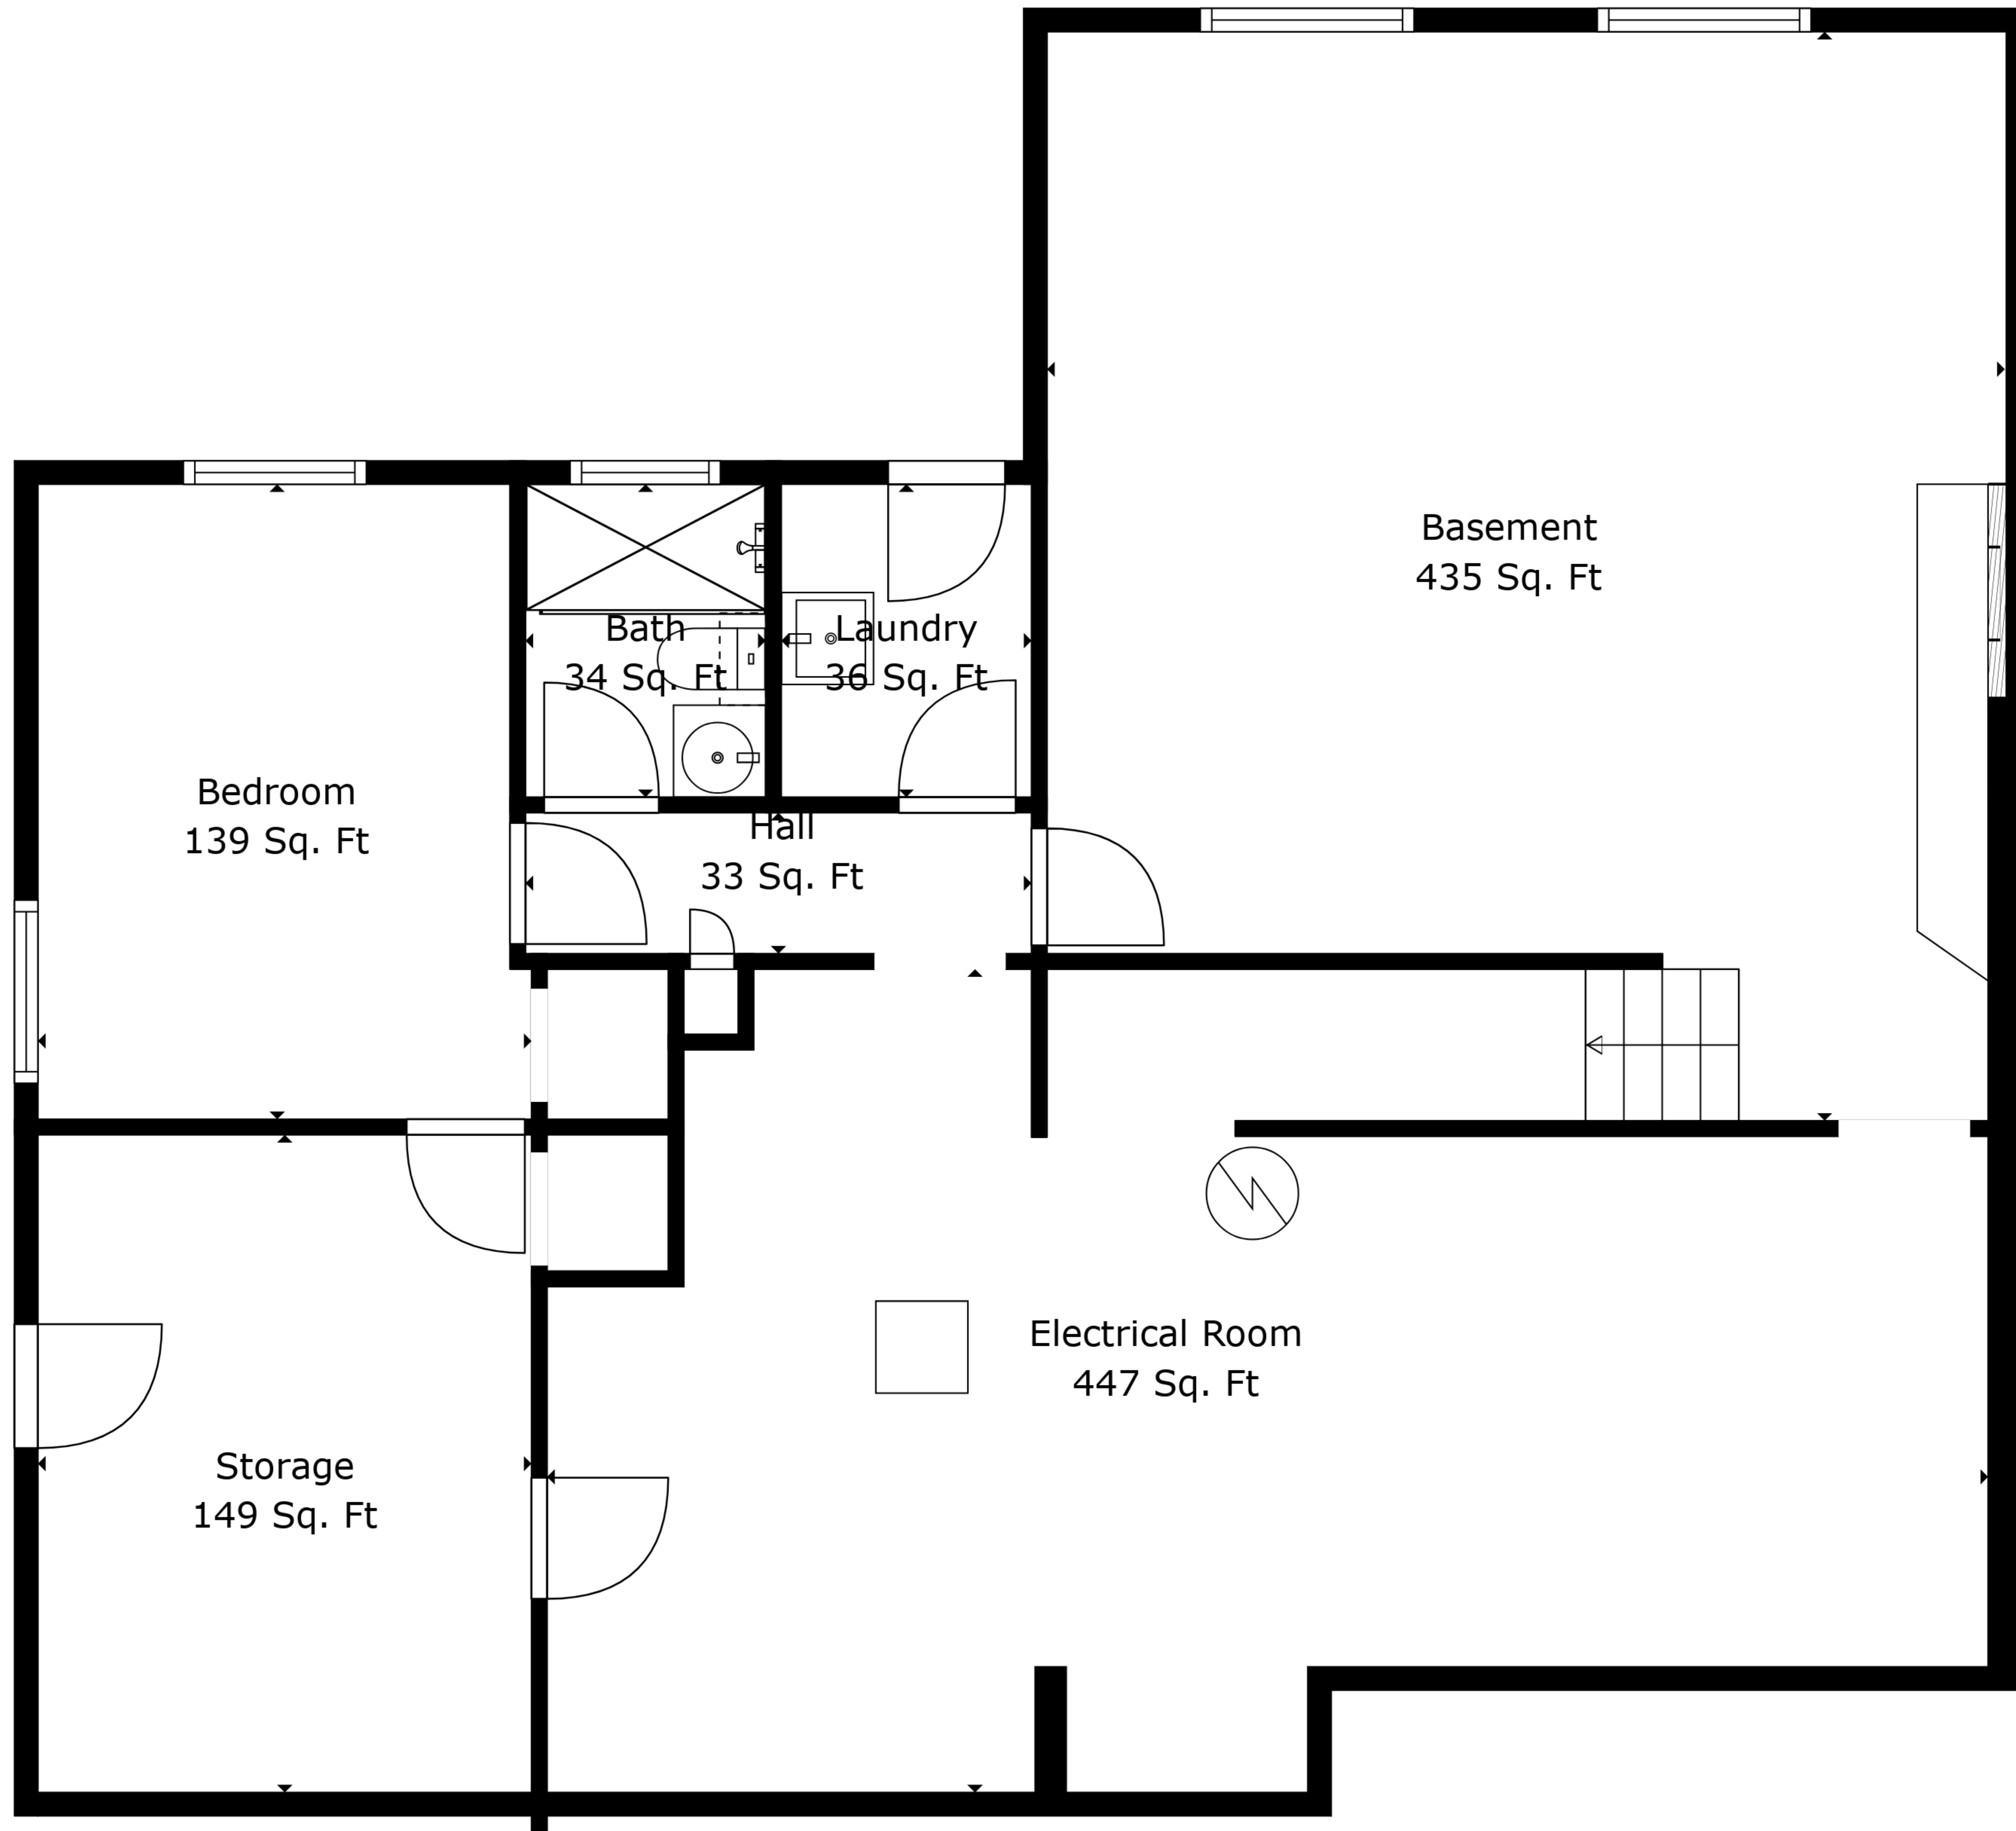 Basement
435 Sq. Ft
Bath
34 Sq. Ft
Laundry
36 Sq. Ft
Bedroom
139 Sq. Ft
Hall
33 Sq. Ft
Electrical Room
447 Sq. Ft
Storage
149 Sq. Ft